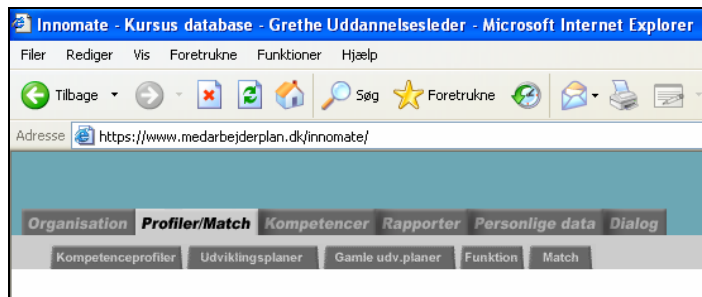 Innomate - Kursus database - Grethe Uddannelsesleder - Microsoft Internet Explorer
Filer Rediger Vis Foretrukne Funktioner Hjælp
Tilbage Søg Foretrukne
Adresse https://www.medarbejderplan.dk/innomate/
Organisation Profiler/Match Kompetencer Rapporter Personlige data Dialog
Kompetenceprofiler Udviklingsplaner Gamle udv.planer Funktion Match